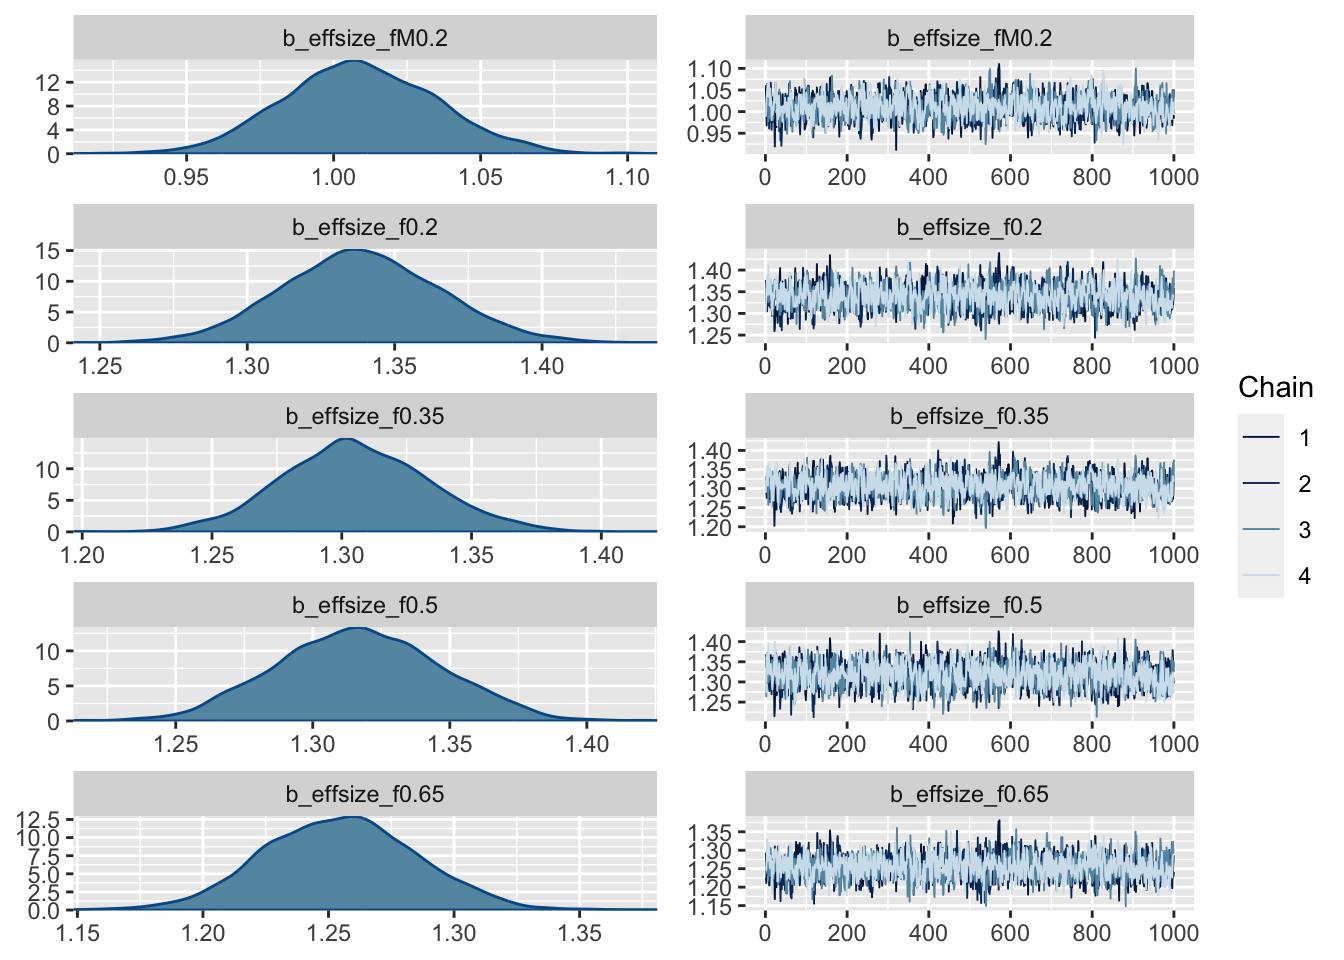 b_effsize_fM0.2
12
8
4
0
0.95 1.00 1.05 1.10
b_effsize_fM0.2
1.10
1.05
1.00
0.95
0 200 400 600 800 1000
b_effsize_f0.2
15
10
5
0
1.25 1.30 1.35 1.40
b_effsize_f0.2
1.40
1.35
1.30
1.25
0 200 400 600 800 1000
b_effsize_f0.35
10
5
0
1.20 1.25 1.30 1.35 1.40
b_effsize_f0.35
1.40
1.35
1.30
1.25
1.20
0 200 400 600 800 1000
b_effsize_f0.5
10
5
0
1.25 1.30 1.35 1.40
b_effsize_f0.5
1.40
1.35
1.30
1.25
0 200 400 600 800 1000
b_effsize_f0.65
12.5
10.0
7.5
5.0
2.5
0.0
1.15 1.20 1.25 1.30 1.35
b_effsize_f0.65
1.35
1.30
1.25
1.20
1.15
0 200 400 600 800 1000
Chain
1
2
3
4